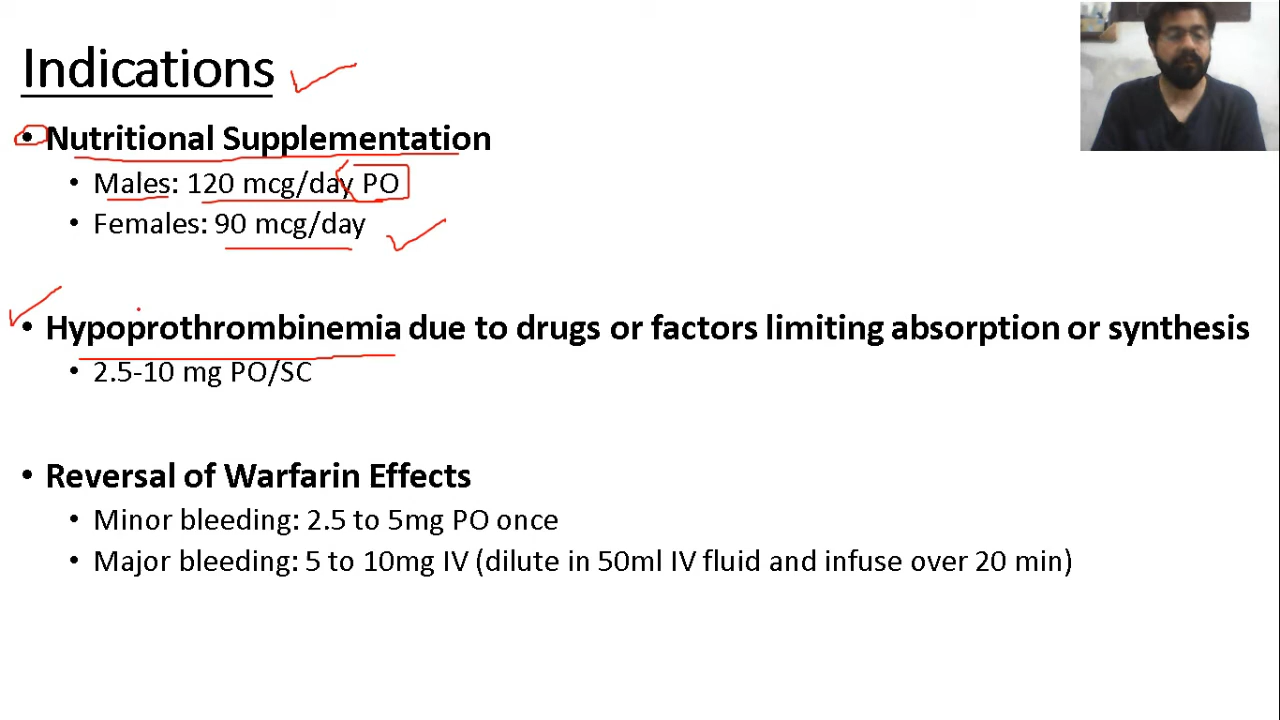 Indications
• Nutritional Supplementation
• Males: 120 mcg/day PO
• Females: 90 mcg/day
• Hypoprothrombinemia due to drugs or factors limiting absorption or synthesis
• 2.5-10 mg PO/SC
• Reversal of Warfarin Effects
• Minor bleeding: 2.5 to 5mg PO once
• Major bleeding: 5 to 10mg IV (dilute in 50ml IV fluid and infuse over 20 min)